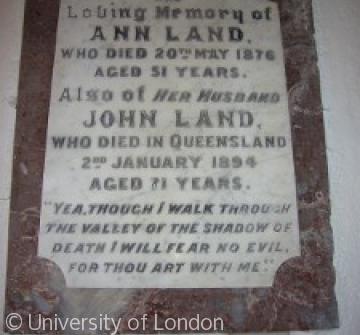 Loving Memory of
ANN LAND,
WHO DIED 20TH MAY 1876
AGED 51 YEARS.
Also of HER HUSBAND
JOHN LAND,
WHO DIED IN QUEENSLAND
2ND JANUARY 1894
AGED 71 YEARS.
"YEA, THOUGH I WALK THROUGH
THE VALLEY OF THE SHADOW OF
DEATH I WILL FEAR NO EVIL,
FOR THOU ART WITH ME."
© University of London